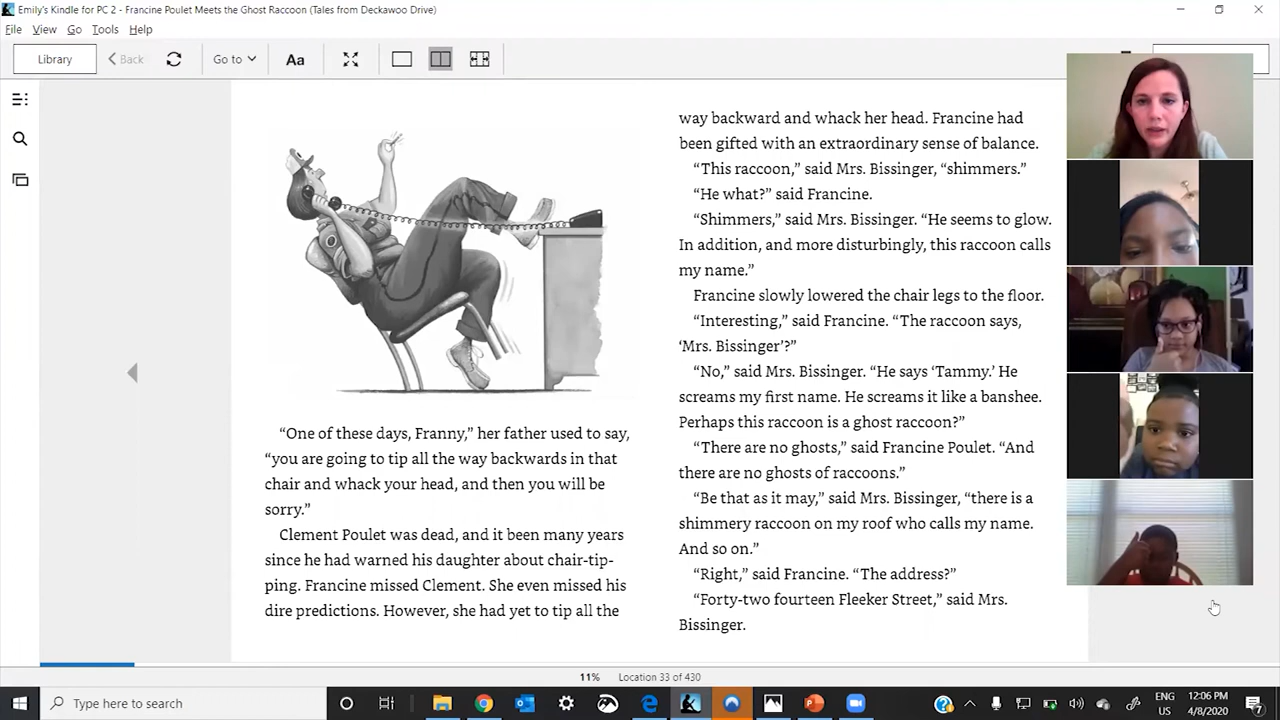 Emily's Kindle for PC 2 - Francine Poulet Meets the Ghost Raccoon (Tales from Deckawoo Drive)
File View Go Tools Help
Library Back Go to Aa
“One of these days, Franny,” her father used to say,
“you are going to tip all the way backwards in that
chair and whack your head, and then you will be
sorry.”
Clement Poulet was dead, and it been many years
since he had warned his daughter about chair-tip-
ping. Francine missed Clement. She even missed his
dire predictions. However, she had yet to tip all the
way backward and whack her head. Francine had
been gifted with an extraordinary sense of balance.
“This raccoon,” said Mrs. Bissinger, “shimmers.”
“He what?” said Francine.
“Shimmers,” said Mrs. Bissinger. “He seems to glow.
In addition, and more disturbingly, this raccoon calls
my name.”
Francine slowly lowered the chair legs to the floor.
“Interesting,” said Francine. “The raccoon says,
‘Mrs. Bissinger’?”
“No,” said Mrs. Bissinger. “He says ‘Tammy.’ He
screams my first name. He screams it like a banshee.
Perhaps this raccoon is a ghost raccoon?”
“There are no ghosts,” said Francine Poulet. “And
there are no ghosts of raccoons.”
“Be that as it may,” said Mrs. Bissinger, “there is a
shimmery raccoon on my roof who calls my name.
And so on.”
“Right,” said Francine. “The address?”
“Forty-two fourteen Fleeker Street,” said Mrs.
Bissinger.
11% Location 33 of 430
Type here to search
ENG
US
12:06 PM
4/8/2020
7